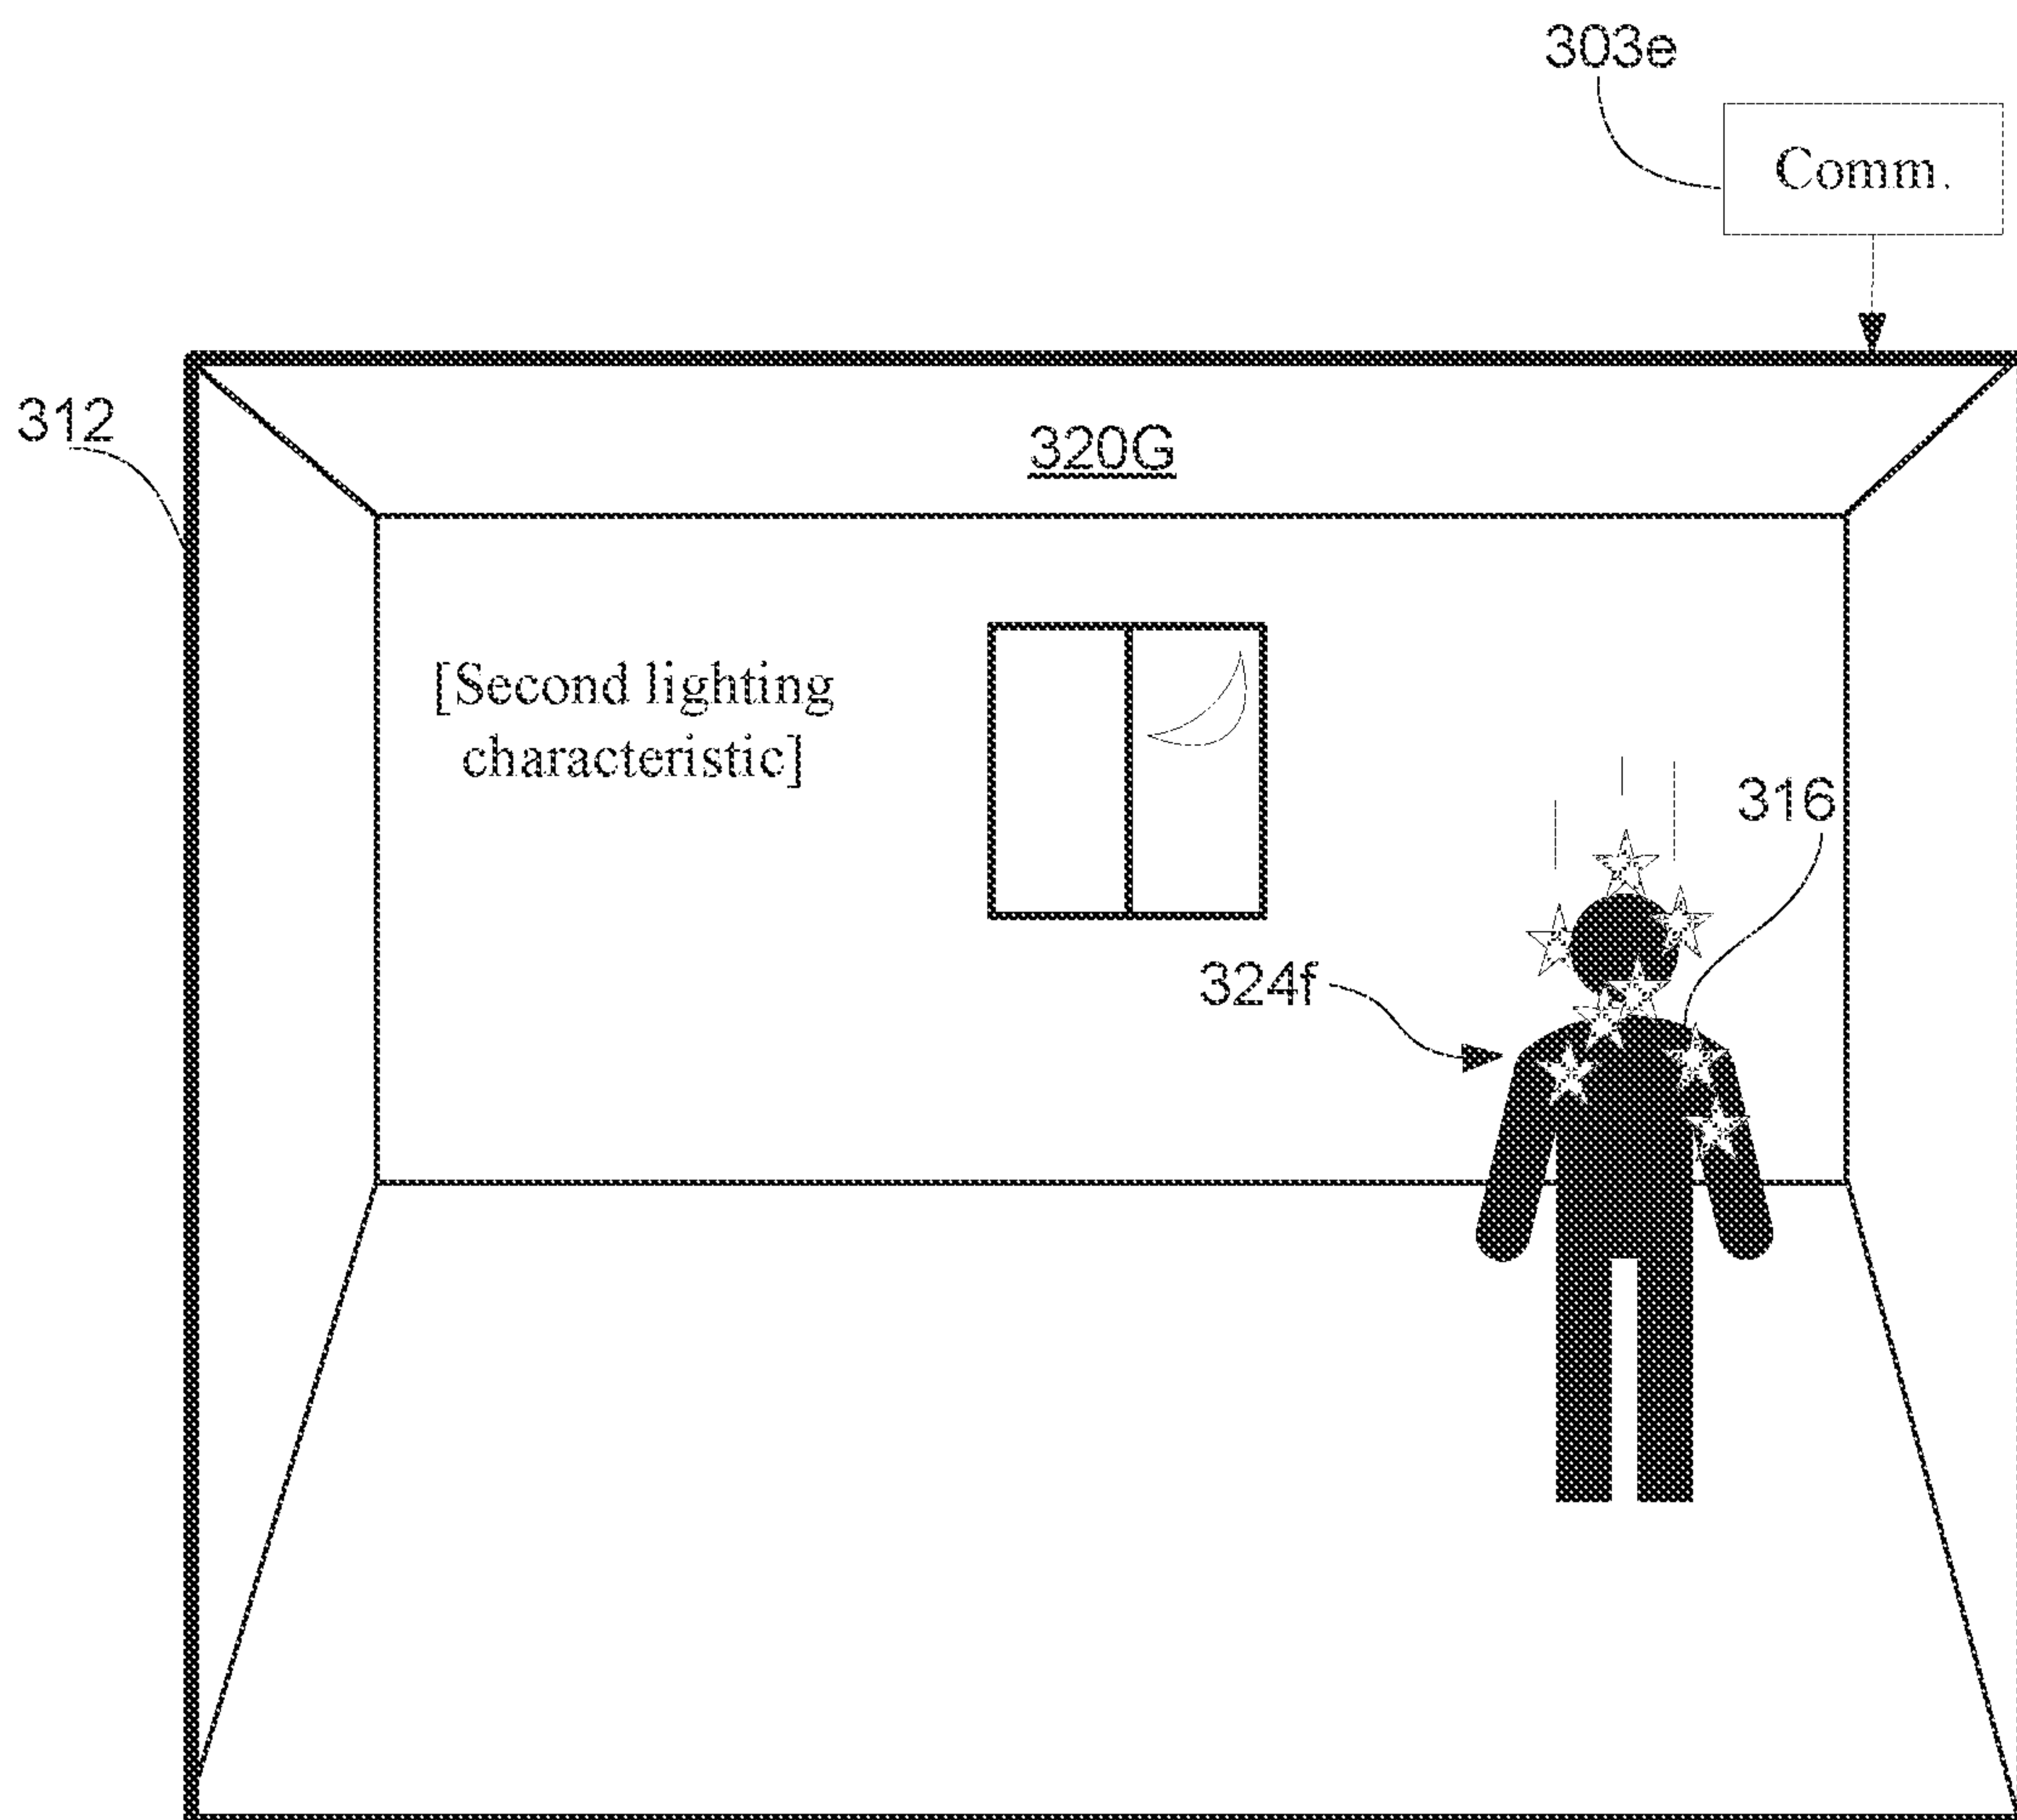 303e
Comm.
312
320G
[Second lighting
characteristic]
316
324f